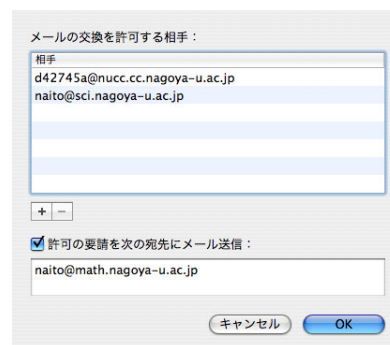 メールの交換を許可する相手：
相手
d42745a@nucc.cc.nagoya-u.ac.jp
naito@sci.nagoya-u.ac.jp
+ −
許可の要請を次の宛先にメール送信：
naito@math.nagoya-u.ac.jp
キャンセル OK